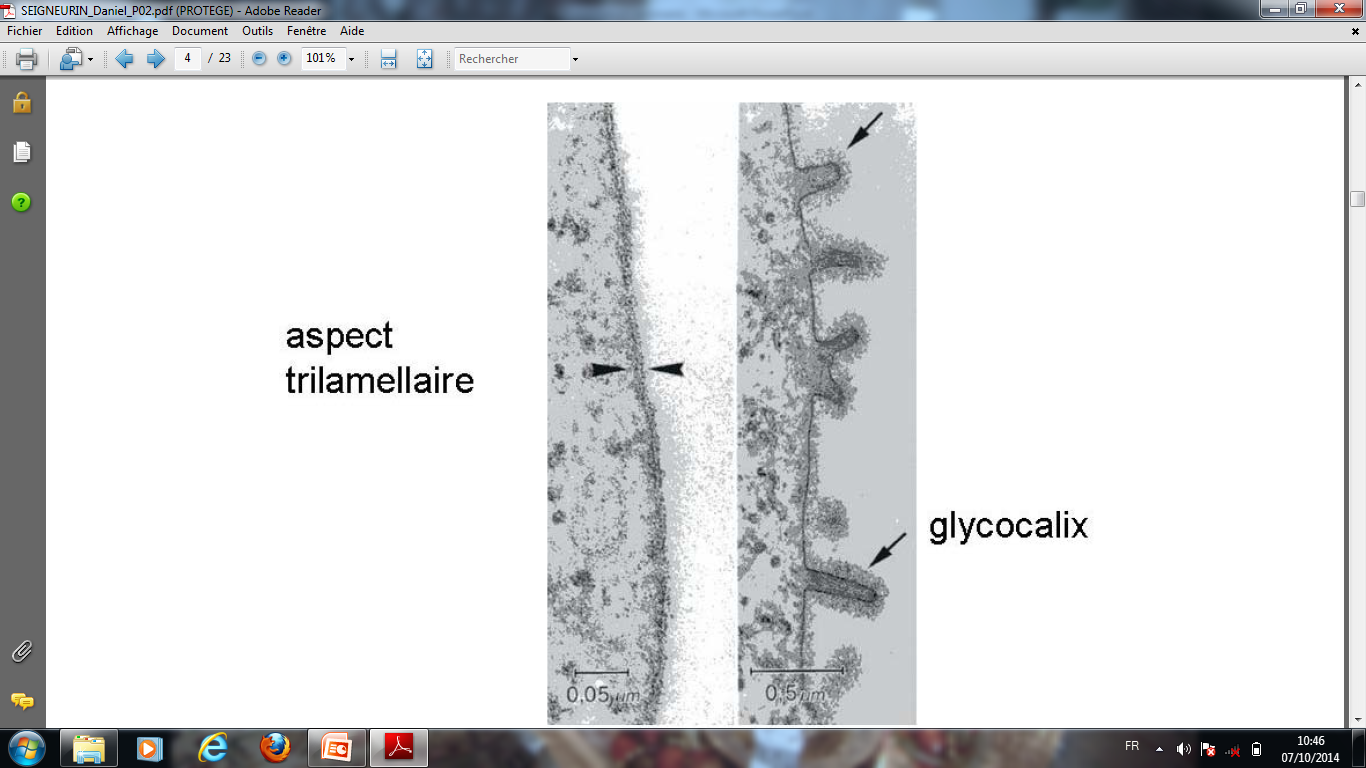 SEIGNEURIN_Daniel_P02.pdf (PROTEGE) - Adobe Reader
Fichier Edition Affichage Document Outils Fenêtre Aide
4 / 23 101% Rechercher
aspect
trilamellaire
glycocalix
0,05 µm 0,5 µm
FR 10:46
07/10/2014